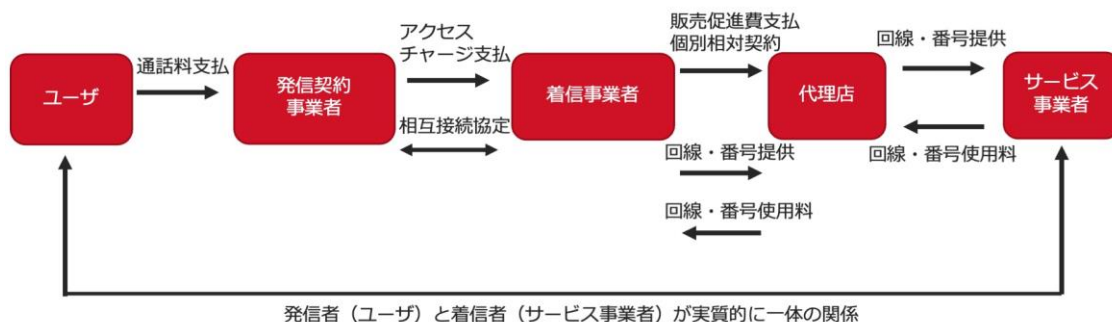 ユーザ
通話料支払
発信契約
事業者
アクセス
チャージ支払
相互接続協定
着信事業者
販売促進費支払
個別相対契約
回線・番号提供
回線・番号使用料
代理店
回線・番号提供
回線・番号使用料
サービス
事業者
発信者（ユーザ）と着信者（サービス事業者）が実質的に一体の関係